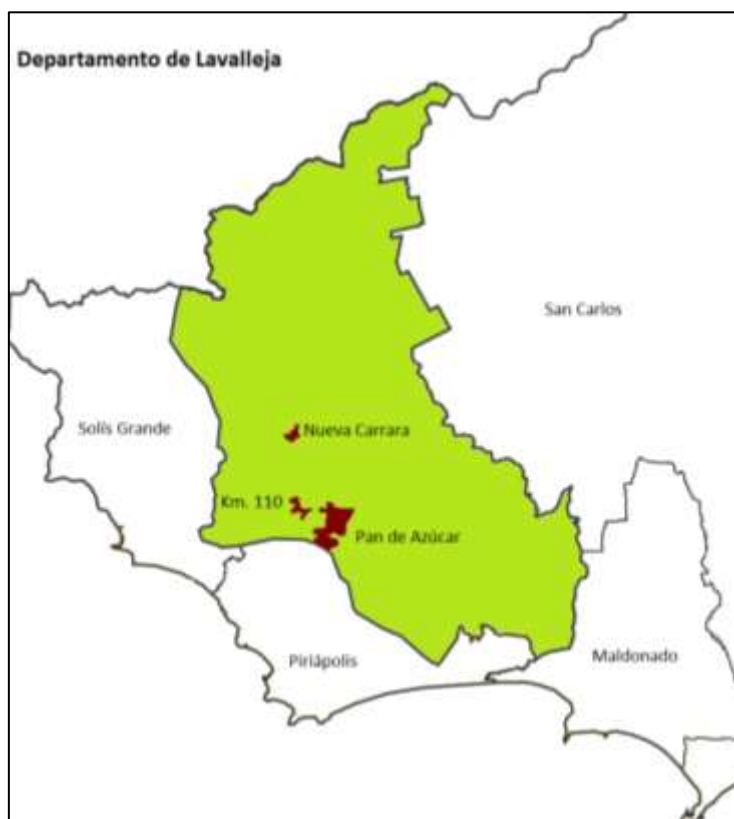 Departamento de Lavalleja
San Carlos
Solís Grande
Nueva Carrara
Km. 110
Pan de Azúcar
Piriápolis
Maldonado